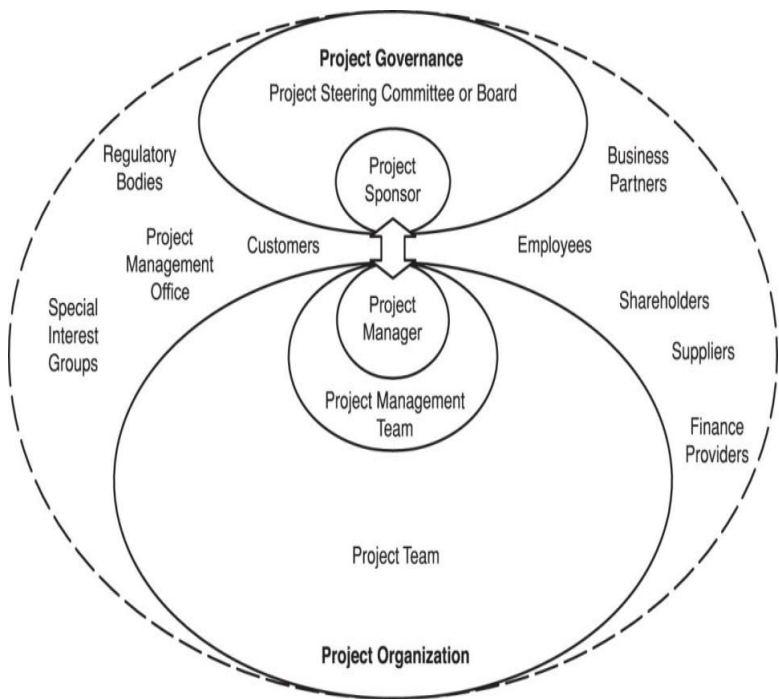 Project Governance
Project Steering Committee or Board
Regulatory
Bodies
Project
Sponsor
Business
Partners
Project
Management
Office
Customers
Employees
Special
Interest
Groups
Project
Manager
Shareholders
Suppliers
Project Management
Team
Finance
Providers
Project Team
Project Organization